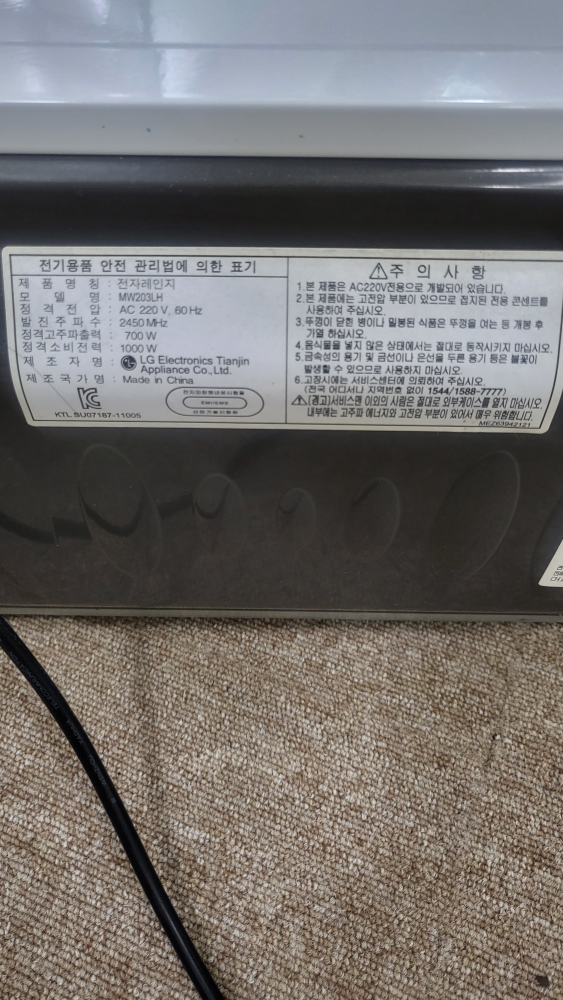 전기용품 안전 관리법에 의한 표기
제 품 명 칭 : 전자레인지
모 델 명 : MW203LH
정 격 전 압 : AC 220 V, 60 Hz
발 진 주 파 수 : 2450 MHz
정격고주파출력 : 700 W
정격소비전력 : 1000 W
제 조 자 명 : LG Electronics Tianjin
Appliance Co., Ltd.
제 조 국 가 명 : Made in China
KTL SU07187-11005
⚠주 의 사 항
1.본 제품은 AC220V전용으로 개발되어 있습니다.
2.본 제품에는 고전압 부분이 있으므로 접지된 전용 콘센트를
사용하여 주십시오.
3.뚜껑이 닫힌 병이나 밀봉된 식품은 뚜껑을 여는 등 개봉 후
가열 하십시오.
4.음식물을 넣지 않은 상태에서는 절대로 동작시키지 마십시오.
5.금속성의 용기 및 금선이나 은선을 두른 용기 등은 불꽃이
발생할 수 있으므로 사용하지 마십시오.
6.고장시에는 서비스센터에 의뢰하여 주십시오.
(전국 어디서나 지역번호 없이 1544/1588-7777)
⚠(경고)서비스맨 이외의 사람은 절대로 외부케이스를 열지 마십시오.
내부에는 고주파 에너지와 고전압 부분이 있어서 매우 위험합니다.
MEZ63942121